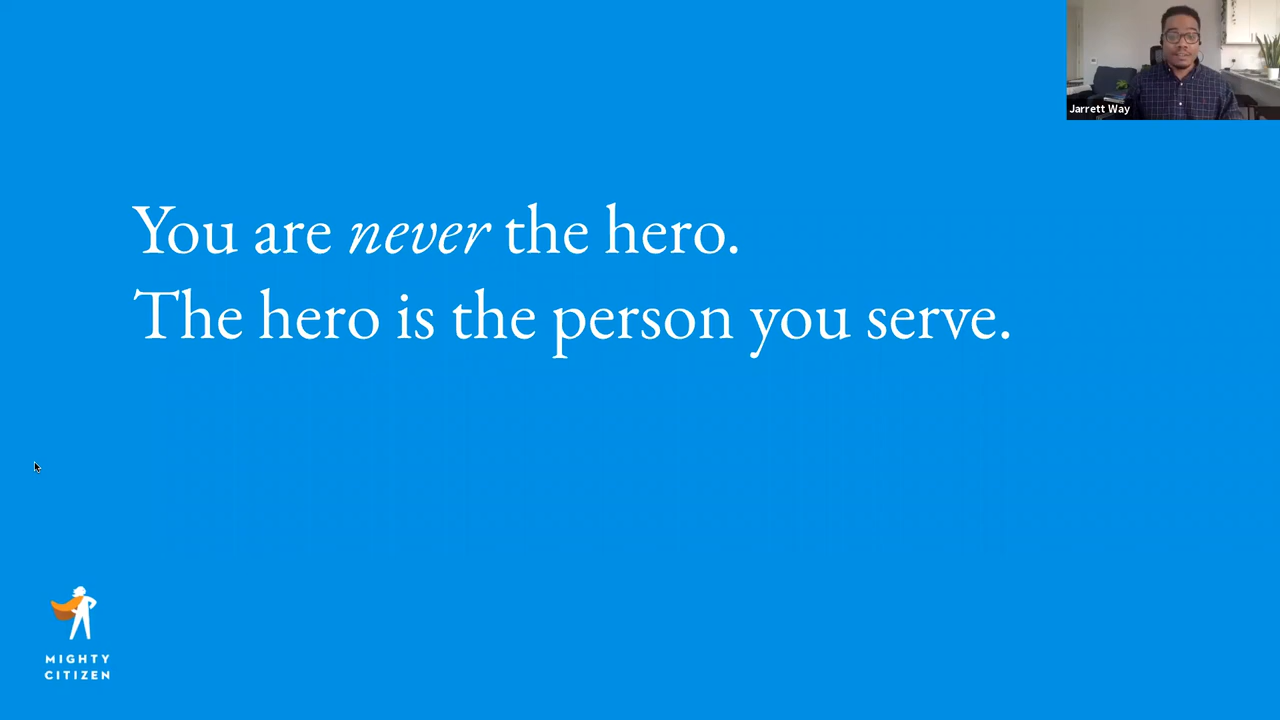 Jarrett Way
You are never the hero.
The hero is the person you serve.
MIGHTY
CITIZEN